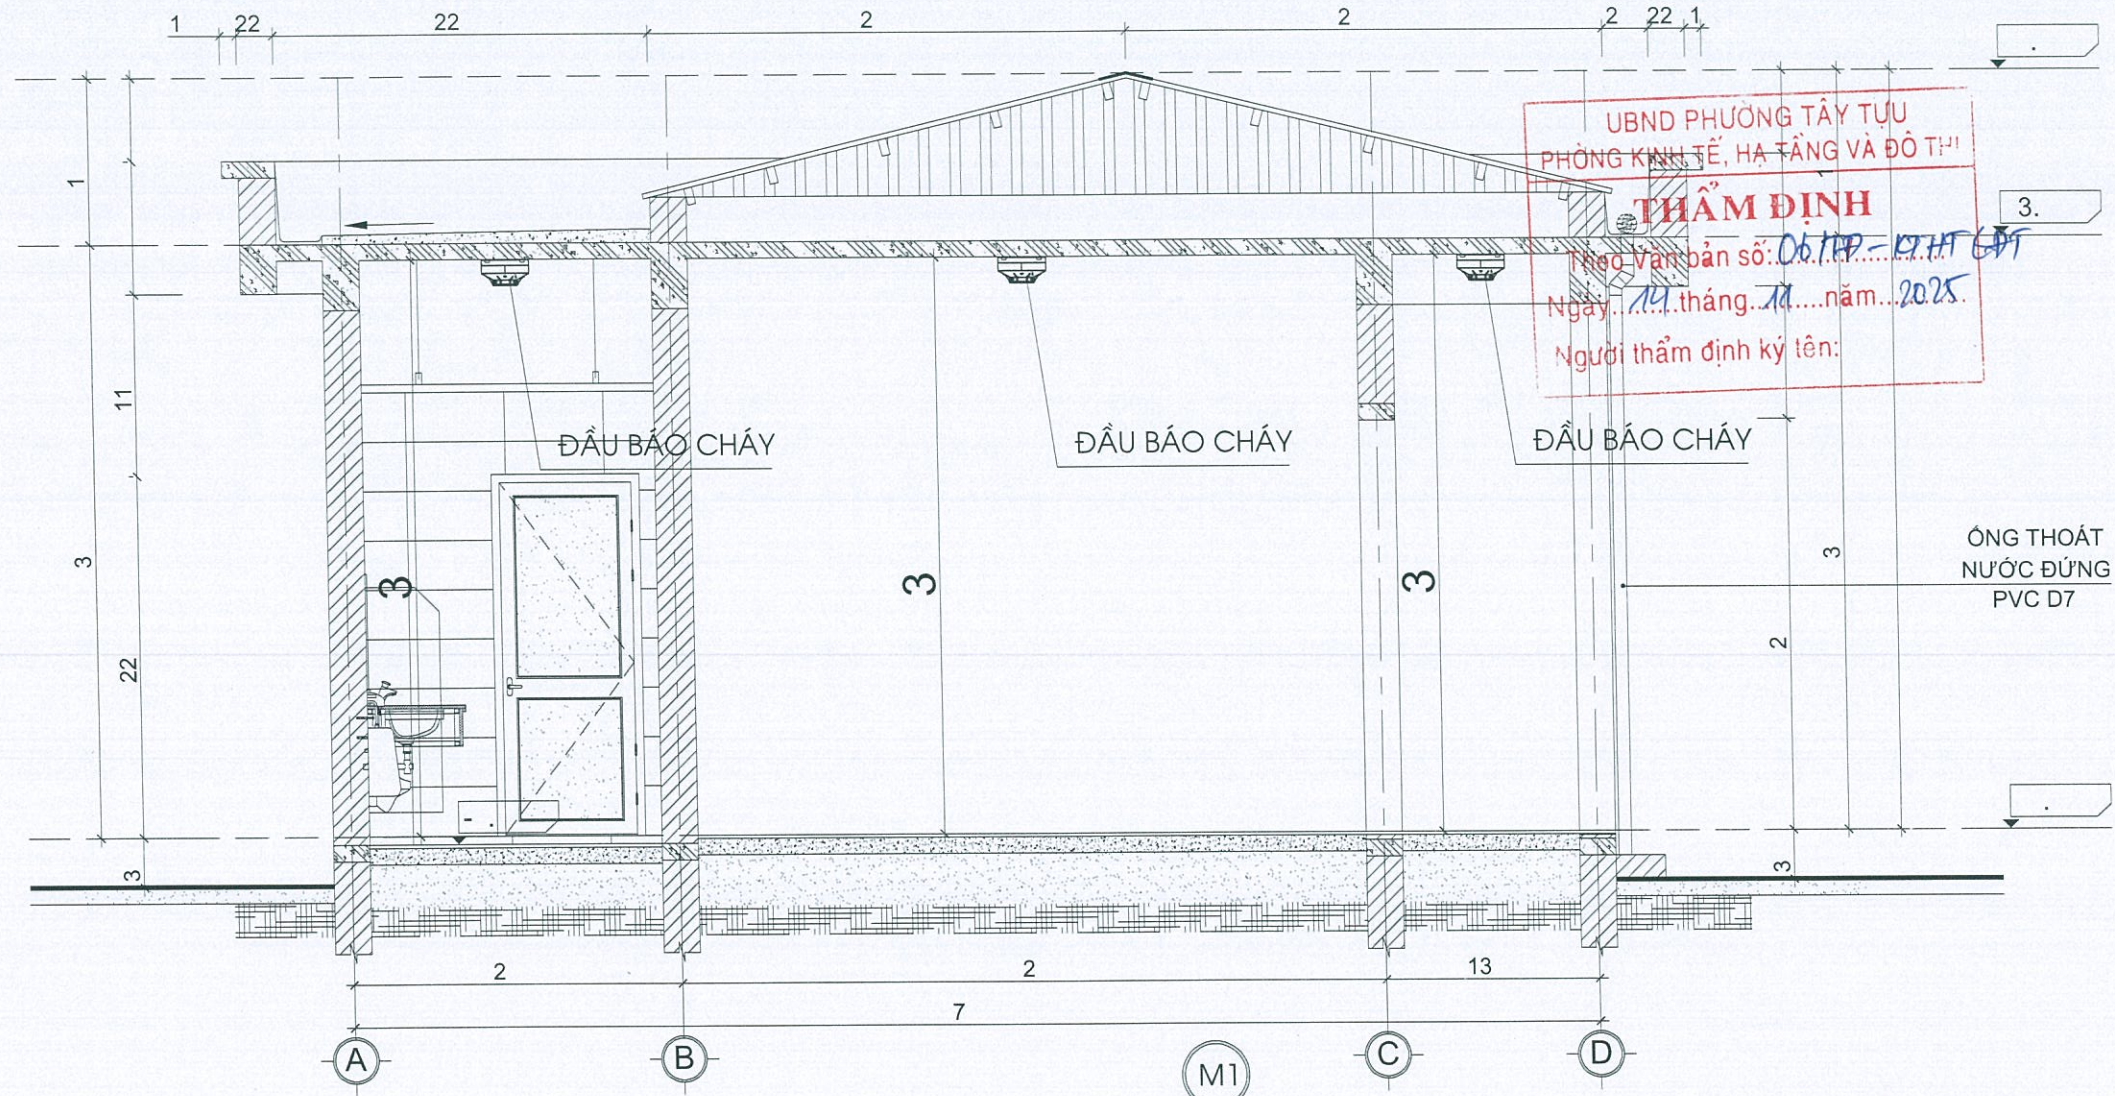 1 22 22 2 2 2 22 1
.
UBND PHƯỜNG TÂY TỰU
PHÒNG KINH TẾ, HẠ TẦNG VÀ ĐÔ THỊ
THẨM ĐỊNH
Theo Văn bản số:
Ngày 14 tháng 11 năm 2025
Người thẩm định ký tên:
1
1
3.
11
ĐẦU BÁO CHÁY
ĐẦU BÁO CHÁY
ĐẦU BÁO CHÁY
3
3
3
3
3
ỐNG THOÁT
NƯỚC ĐỨNG
PVC D7
22
2
- .
.
3
3
2 2 13
7
A B C D
M1